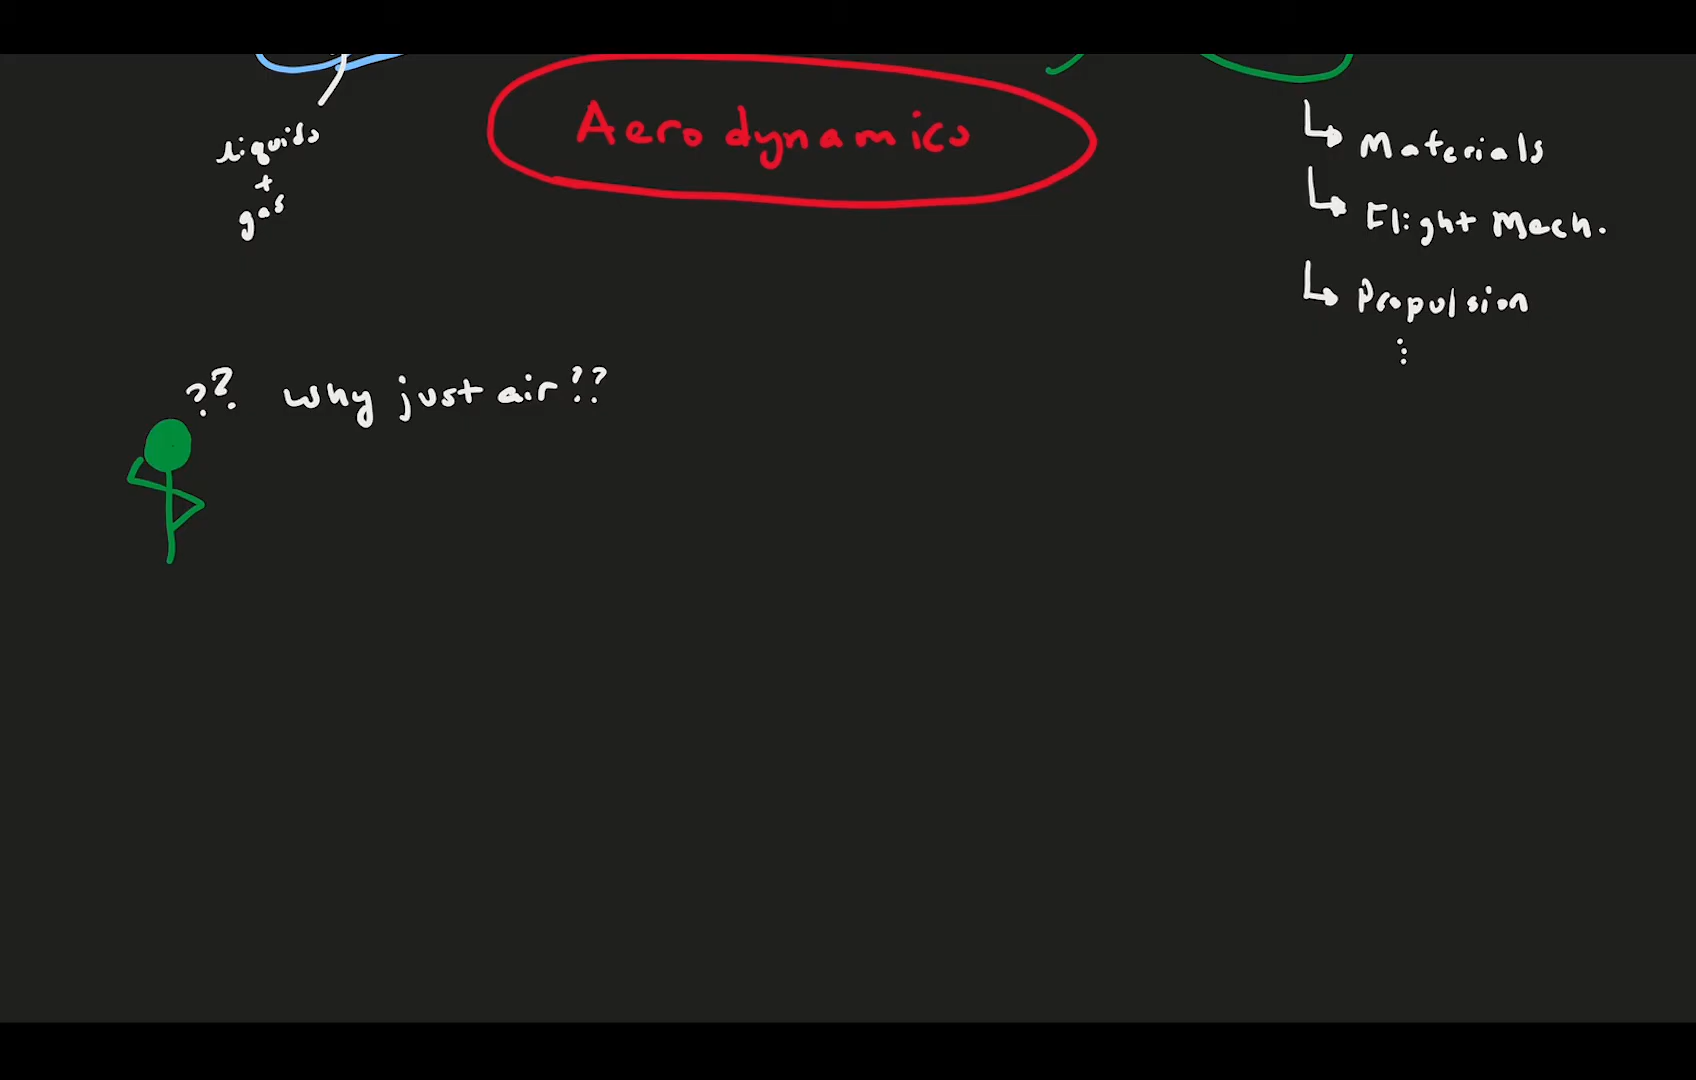 Aerodynamics
liquids
+
gas
Materials
Flight Mech.
Propulsion
⋮
?? why just air??